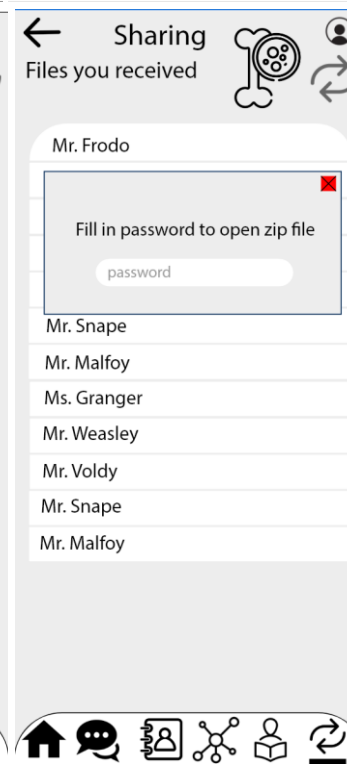 Sharing
Files you received
Mr. Frodo
Fill in password to open zip file
password
Mr. Snape
Mr. Malfoy
Ms. Granger
Mr. Weasley
Mr. Voldy
Mr. Snape
Mr. Malfoy